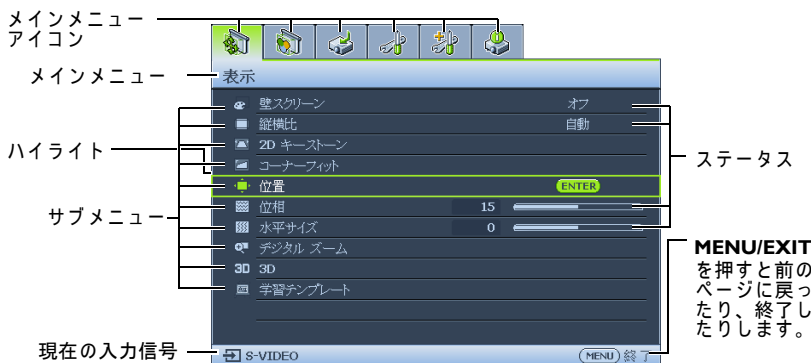 メインメニュー
アイコン
メインメニュー
表示
壁スクリーン オフ
縦横比 自動
2D キーストーン
コーナーフィット
ハイライト
位置 ENTER
ステータス
位相 15
サブメニュー
水平サイズ 0
デジタル ズーム
3D 3D
学習テンプレート
MENU/EXIT
を押すと前の
ページに戻っ
たり、終了し
たりします。
現在の入力信号
S-VIDEO
MENU 終了